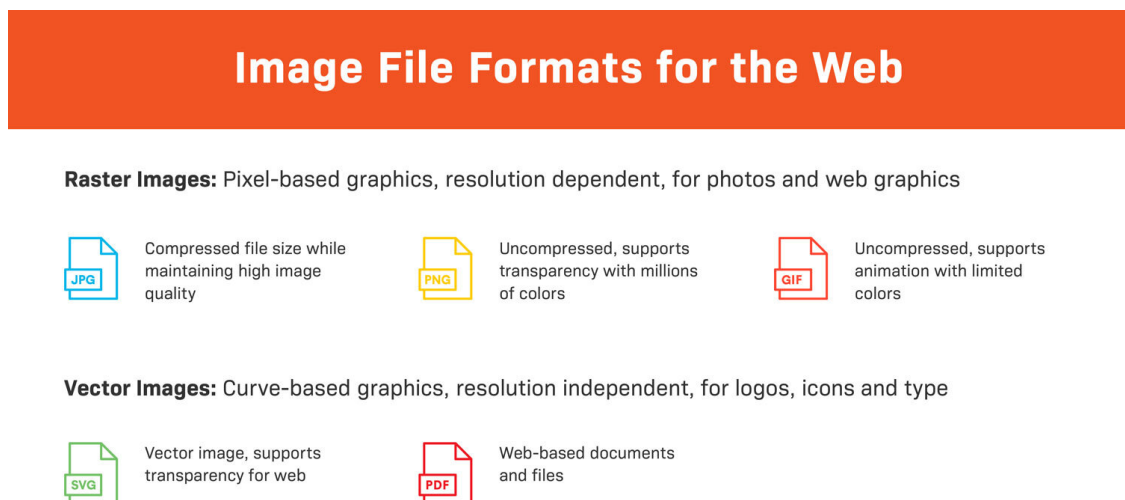 Image File Formats for the Web
Raster Images: Pixel-based graphics, resolution dependent, for photos and web graphics
JPG
Compressed file size while
maintaining high image
quality
PNG
Uncompressed, supports
transparency with millions
of colors
GIF
Uncompressed, supports
animation with limited
colors
Vector Images: Curve-based graphics, resolution independent, for logos, icons and type
SVG
Vector image, supports
transparency for web
PDF
Web-based documents
and files